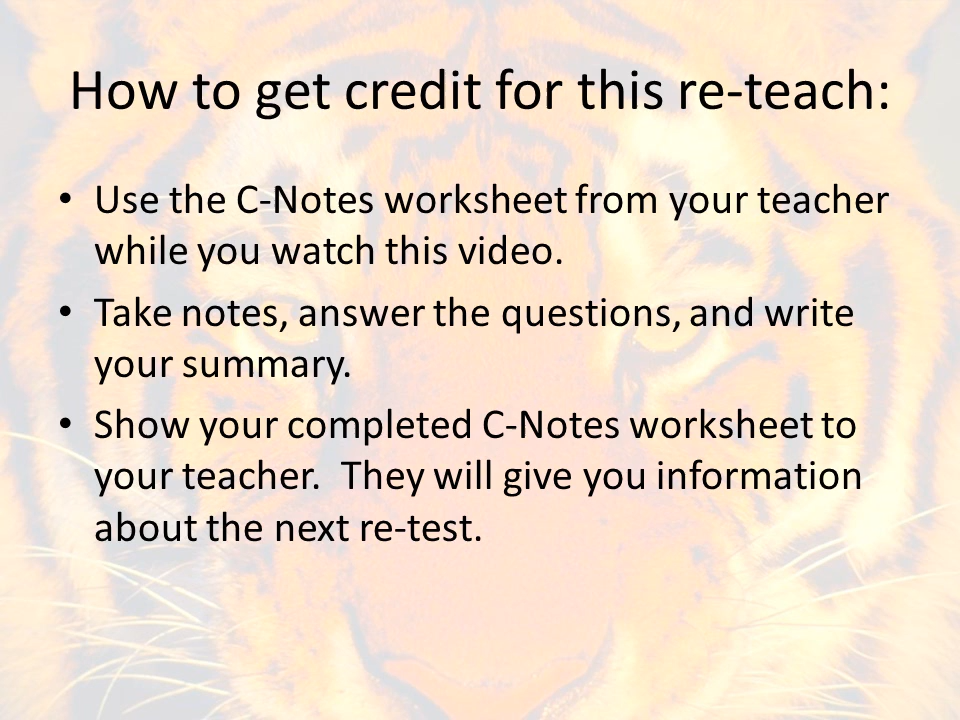 How to get credit for this re-teach:
• Use the C-Notes worksheet from your teacher
while you watch this video.
• Take notes, answer the questions, and write
your summary.
• Show your completed C-Notes worksheet to
your teacher.  They will give you information
about the next re-test.